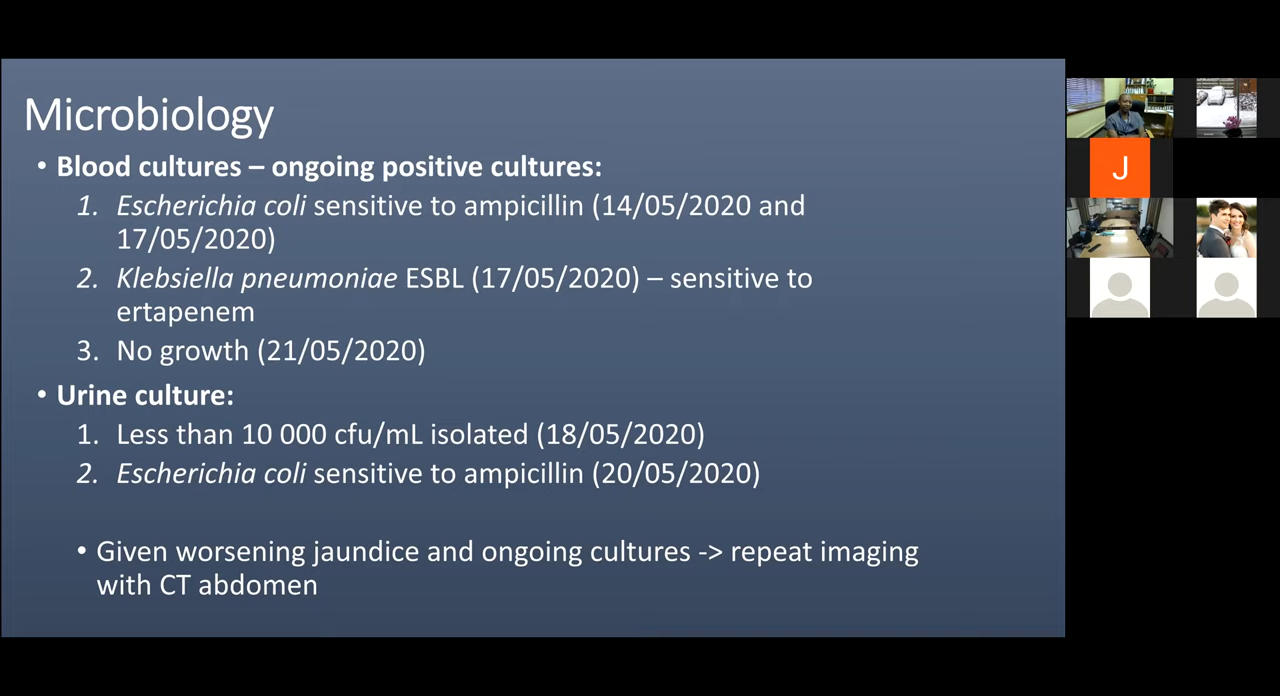 Microbiology
• Blood cultures – ongoing positive cultures:
1. Escherichia coli sensitive to ampicillin (14/05/2020 and
17/05/2020)
2. Klebsiella pneumoniae ESBL (17/05/2020) – sensitive to
ertapenem
3. No growth (21/05/2020)
• Urine culture:
1. Less than 10 000 cfu/mL isolated (18/05/2020)
2. Escherichia coli sensitive to ampicillin (20/05/2020)
• Given worsening jaundice and ongoing cultures -> repeat imaging
with CT abdomen
J